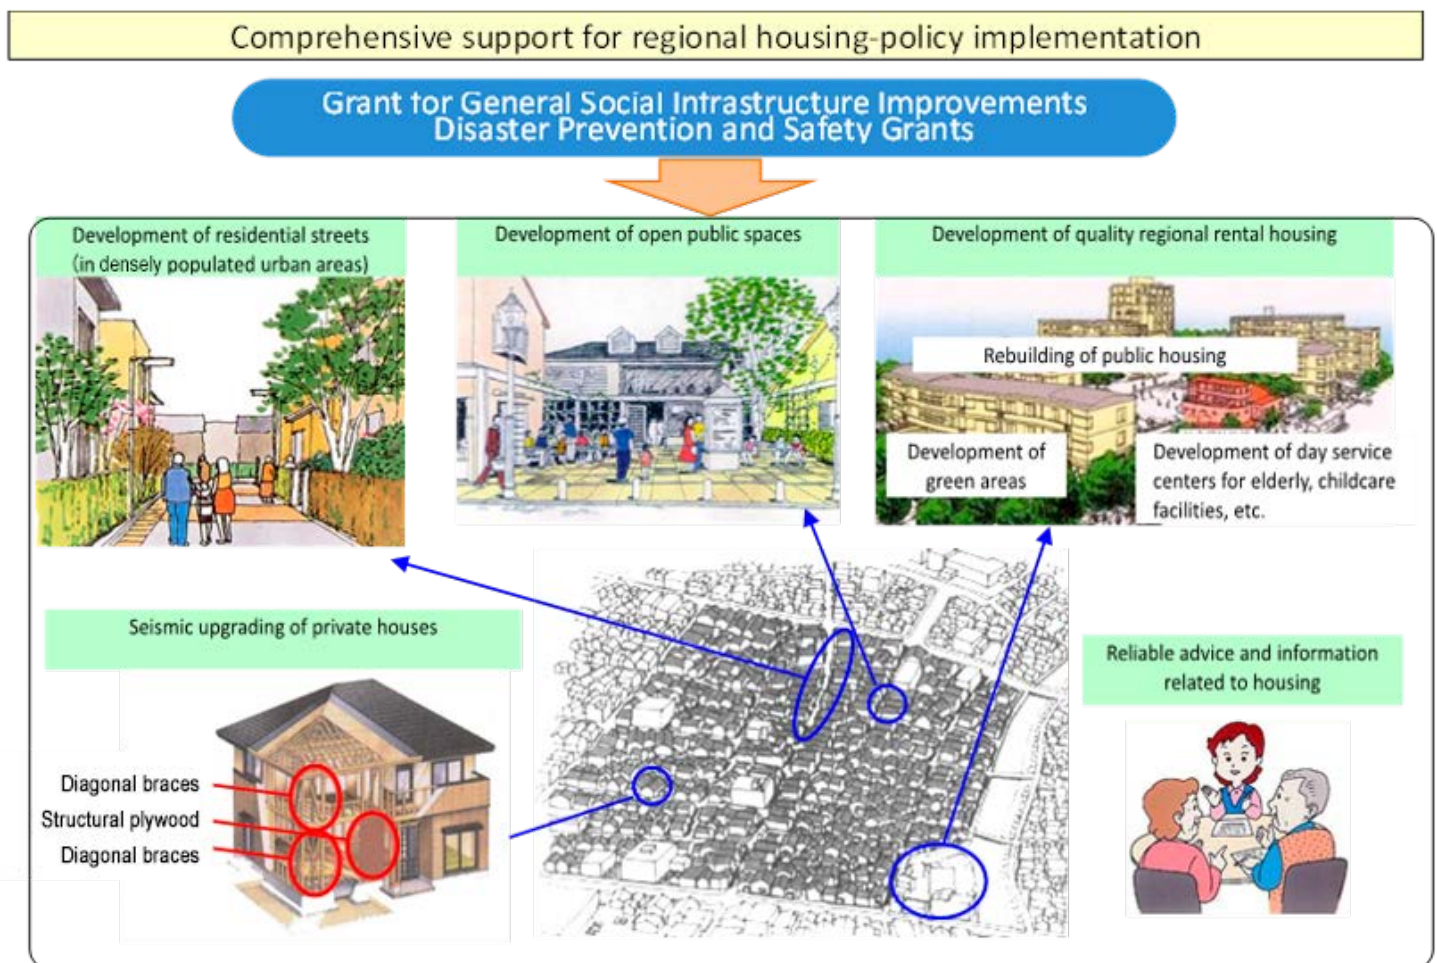 Comprehensive support for regional housing-policy implementation
Grant for General Social Infrastructure Improvements
Disaster Prevention and Safety Grants
Development of residential streets
(in densely populated urban areas)
Development of open public spaces
Development of quality regional rental housing
Rebuilding of public housing
Development of
green areas
Development of day service
centers for elderly, childcare
facilities, etc.
Seismic upgrading of private houses
Diagonal braces
Structural plywood
Diagonal braces
Reliable advice and information
related to housing